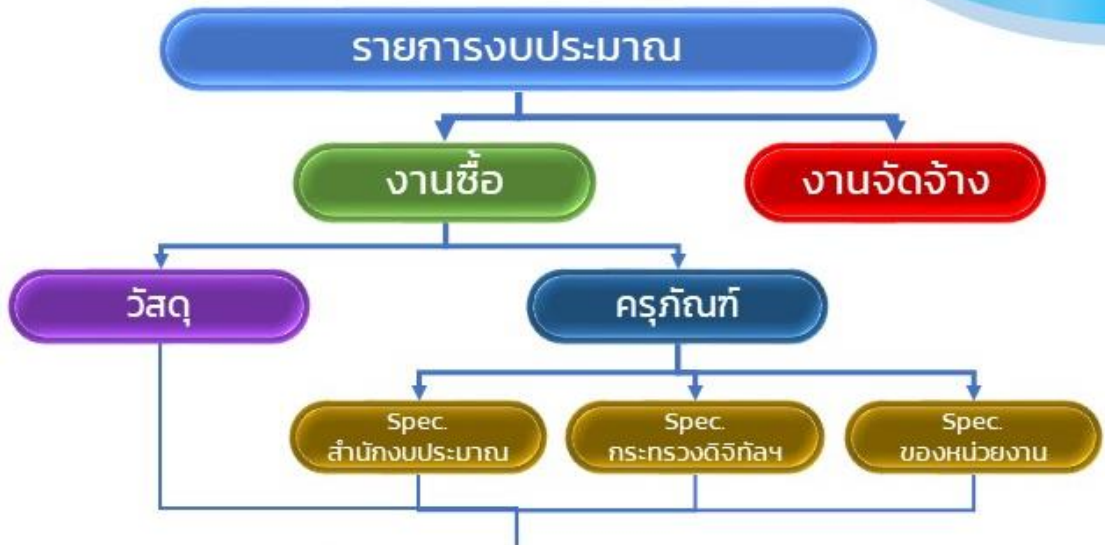 รายการงบประมาณ
งานซื้อ
งานจัดจ้าง
วัสดุ
ครุภัณฑ์
Spec.
สำนักงบประมาณ
Spec.
กระทรวงดิจิทัลฯ
Spec.
ของหน่วยงาน